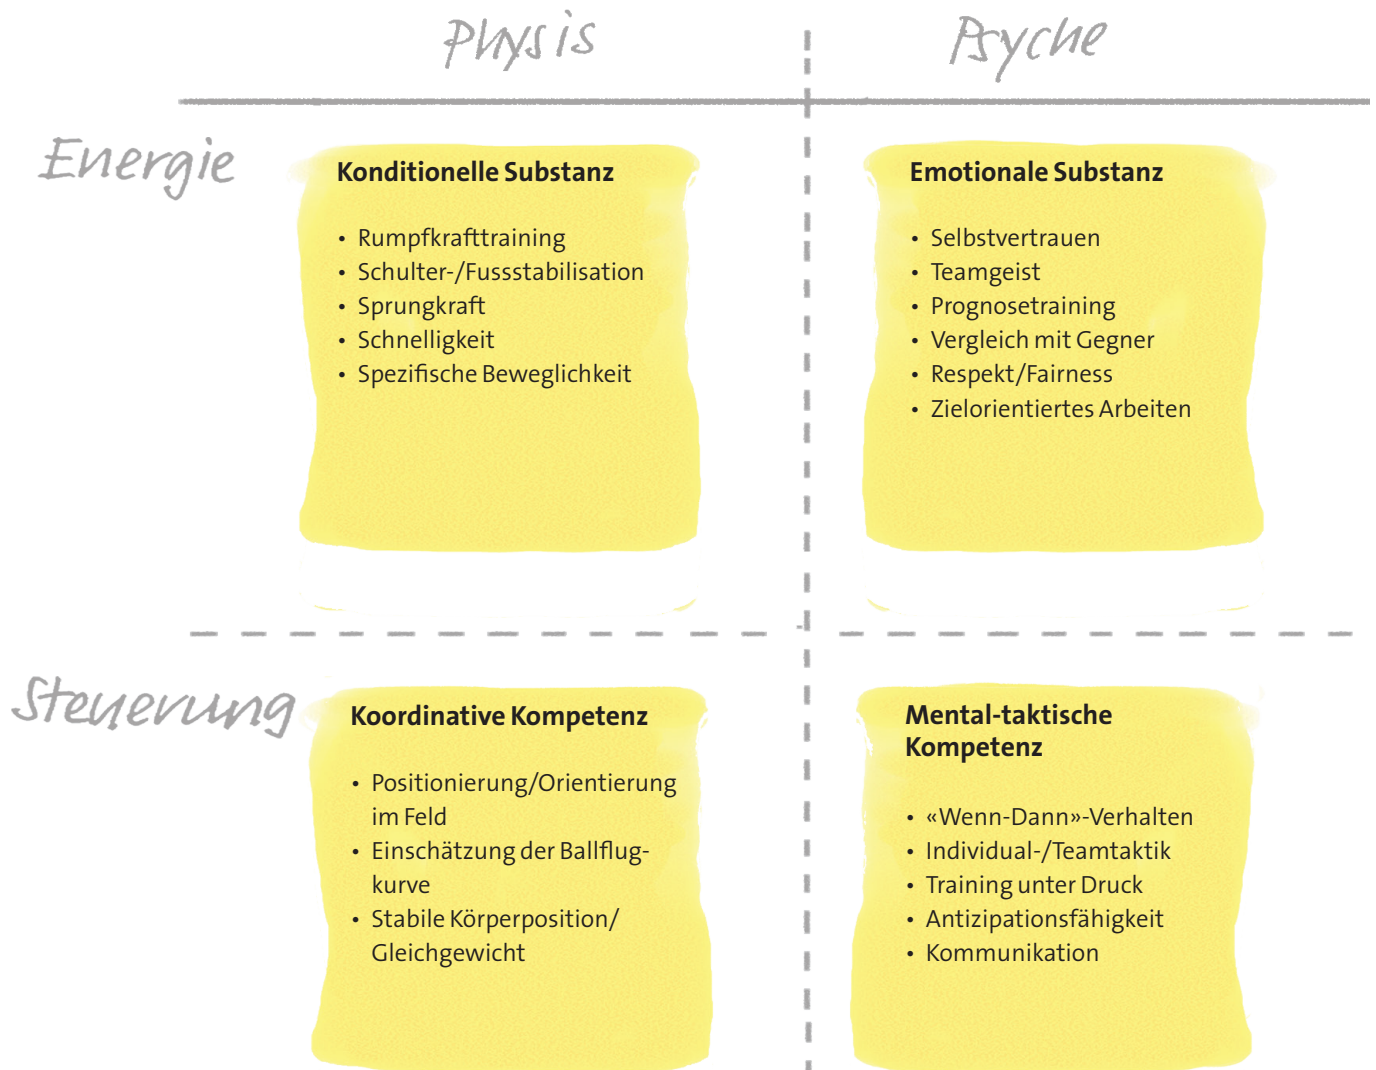 Physis
Psyche
Energie
Konditionelle Substanz
• Rumpfkrafttraining
• Schulter-/Fussstabilisation
• Sprungkraft
• Schnelligkeit
• Spezifische Beweglichkeit
Emotionale Substanz
• Selbstvertrauen
• Teamgeist
• Prognosetraining
• Vergleich mit Gegner
• Respekt/Fairness
• Zielorientiertes Arbeiten
Steuerung
Koordinative Kompetenz
• Positionierung/Orientierung
im Feld
• Einschätzung der Ballflug-
kurve
• Stabile Körperposition/
Gleichgewicht
Mental-taktische
Kompetenz
• «Wenn-Dann»-Verhalten
• Individual-/Teamtaktik
• Training unter Druck
• Antizipationsfähigkeit
• Kommunikation